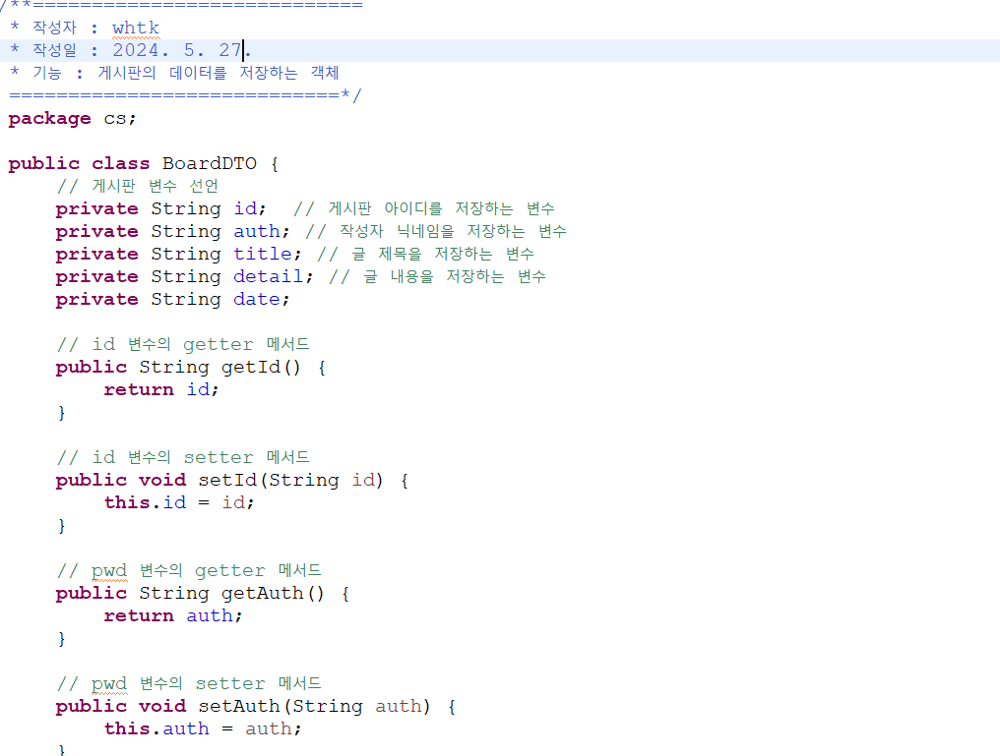 /**============================
* 작성자 : whtk
* 작성일 : 2024. 5. 27.
* 기능 : 게시판의 데이터를 저장하는 객체
============================*/
package cs;
public class BoardDTO {
// 게시판 변수 선언
private String id; // 게시판 아이디를 저장하는 변수
private String auth; // 작성자 닉네임을 저장하는 변수
private String title; // 글 제목을 저장하는 변수
private String detail; // 글 내용을 저장하는 변수
private String date;
// id 변수의 getter 메서드
public String getId() {
return id;
}
// id 변수의 setter 메서드
public void setId(String id) {
this.id = id;
}
// pwd 변수의 getter 메서드
public String getAuth() {
return auth;
}
// pwd 변수의 setter 메서드
public void setAuth(String auth) {
this.auth = auth;
}